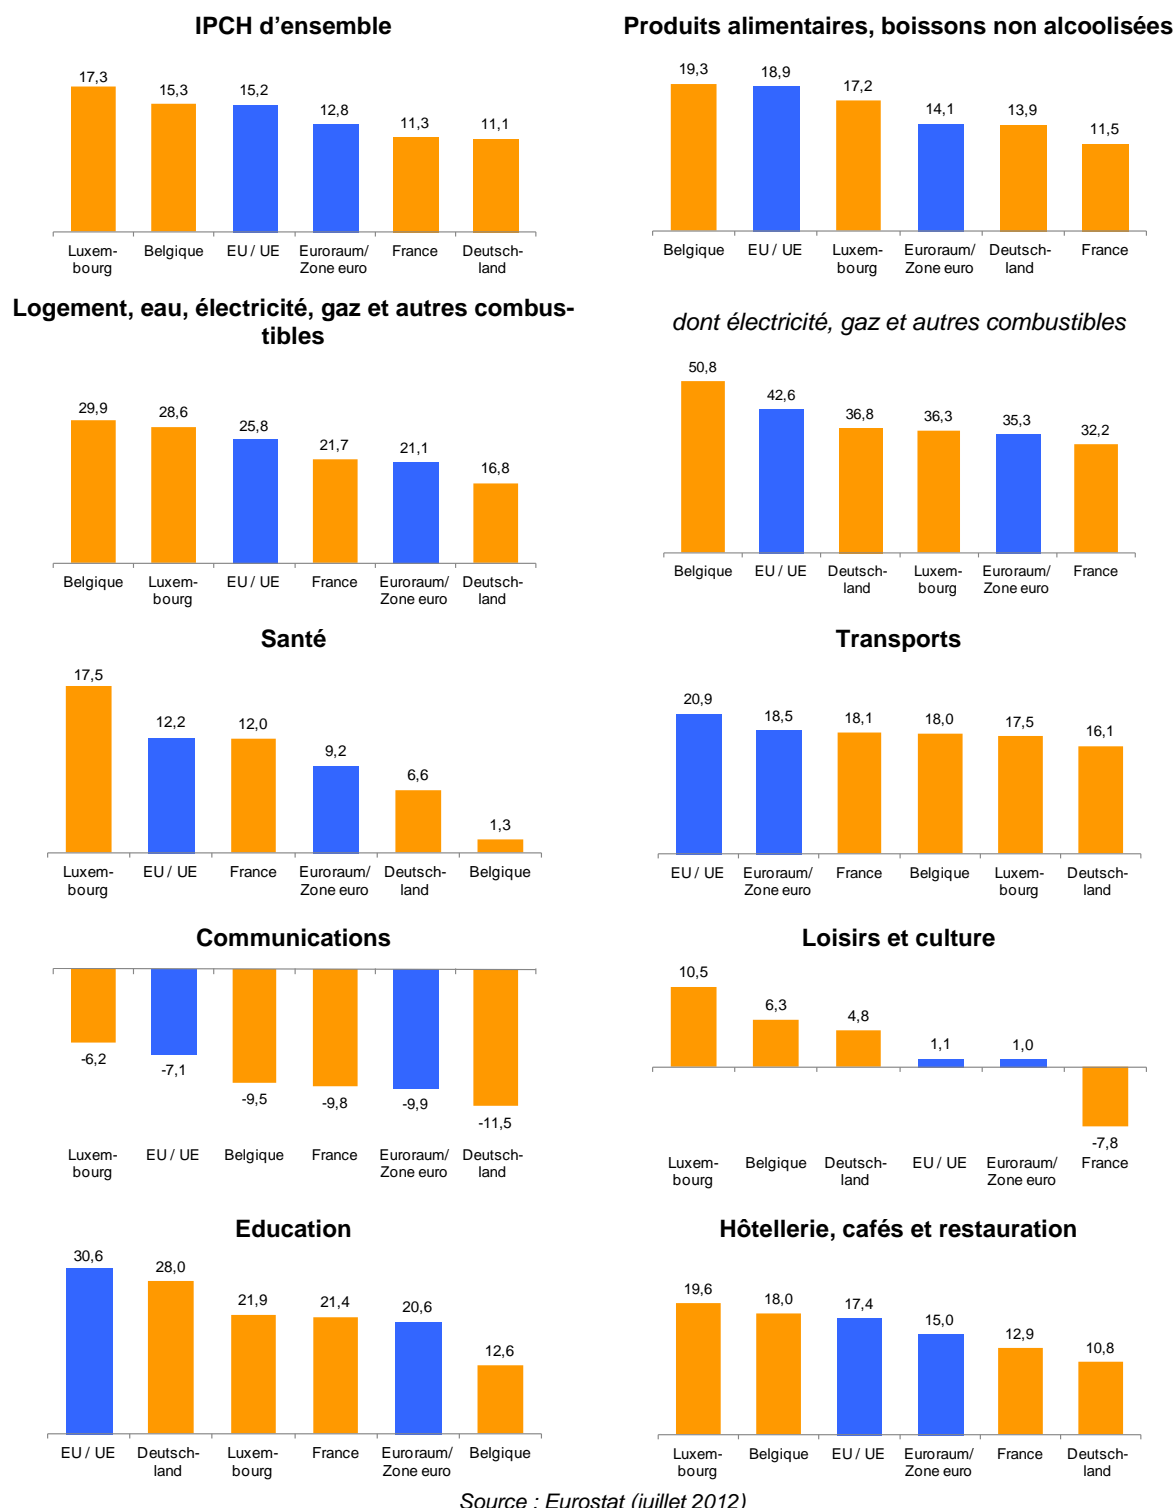 IPCH d’ensemble
17,3
15,3
15,2
12,8
11,3
11,1
Luxem-
bourg
Belgique
EU / UE
Euroraum/
Zone euro
France
Deutsch-
land
Produits alimentaires, boissons non alcoolisées
19,3
18,9
17,2
14,1
13,9
11,5
Belgique
EU / UE
Luxem-
bourg
Euroraum/
Zone euro
Deutsch-
land
France
Logement, eau, électricité, gaz et autres combus-
tibles
29,9
28,6
25,8
21,7
21,1
16,8
Belgique
Luxem-
bourg
EU / UE
France
Euroraum/
Zone euro
Deutsch-
land
dont électricité, gaz et autres combustibles
50,8
42,6
36,8
36,3
35,3
32,2
Belgique
EU / UE
Deutsch-
land
Luxem-
bourg
Euroraum/
Zone euro
France
Santé
17,5
12,2
12,0
9,2
6,6
1,3
Luxem-
bourg
EU / UE
France
Euroraum/
Zone euro
Deutsch-
land
Belgique
Transports
20,9
18,5
18,1
18,0
17,5
16,1
EU / UE
Euroraum/
Zone euro
France
Belgique
Luxem-
bourg
Deutsch-
land
Communications
-6,2
-7,1
-9,5
-9,8
-9,9
-11,5
Luxem-
bourg
EU / UE
Belgique
France
Euroraum/
Zone euro
Deutsch-
land
Loisirs et culture
10,5
6,3
4,8
1,1
1,0
-7,8
Luxem-
bourg
Belgique
Deutsch-
land
EU / UE
Euroraum/
Zone euro
France
Education
30,6
28,0
21,9
21,4
20,6
12,6
EU / UE
Deutsch-
land
Luxem-
bourg
France
Euroraum/
Zone euro
Belgique
Hôtellerie, cafés et restauration
19,6
18,0
17,4
15,0
12,9
10,8
Luxem-
bourg
Belgique
EU / UE
Euroraum/
Zone euro
France
Deutsch-
land
Source : Eurostat (juillet 2012)